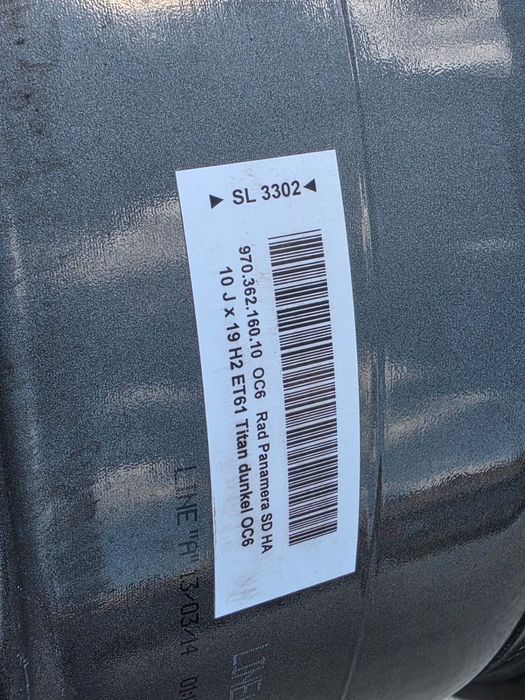 ► SL 3302 ◄
970.362.160.10 OC6 Rad Panamera SD HA
10 J x 19 H2 ET61 Titan dunkel OC6
LINE "A" 13/03/14
LINE